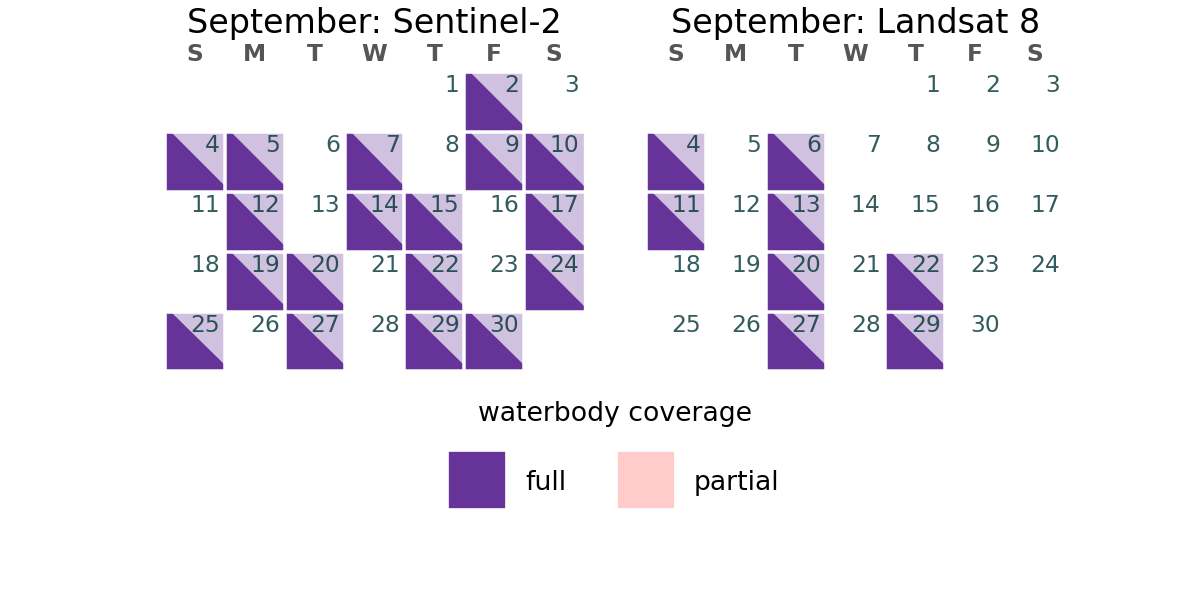 September: Sentinel-2
S M T W T F S
1 2 3
4 5 6 7 8 9 10
11 12 13 14 15 16 17
18 19 20 21 22 23 24
25 26 27 28 29 30
September: Landsat 8
S M T W T F S
1 2 3
4 5 6 7 8 9 10
11 12 13 14 15 16 17
18 19 20 21 22 23 24
25 26 27 28 29 30
waterbody coverage
full partial